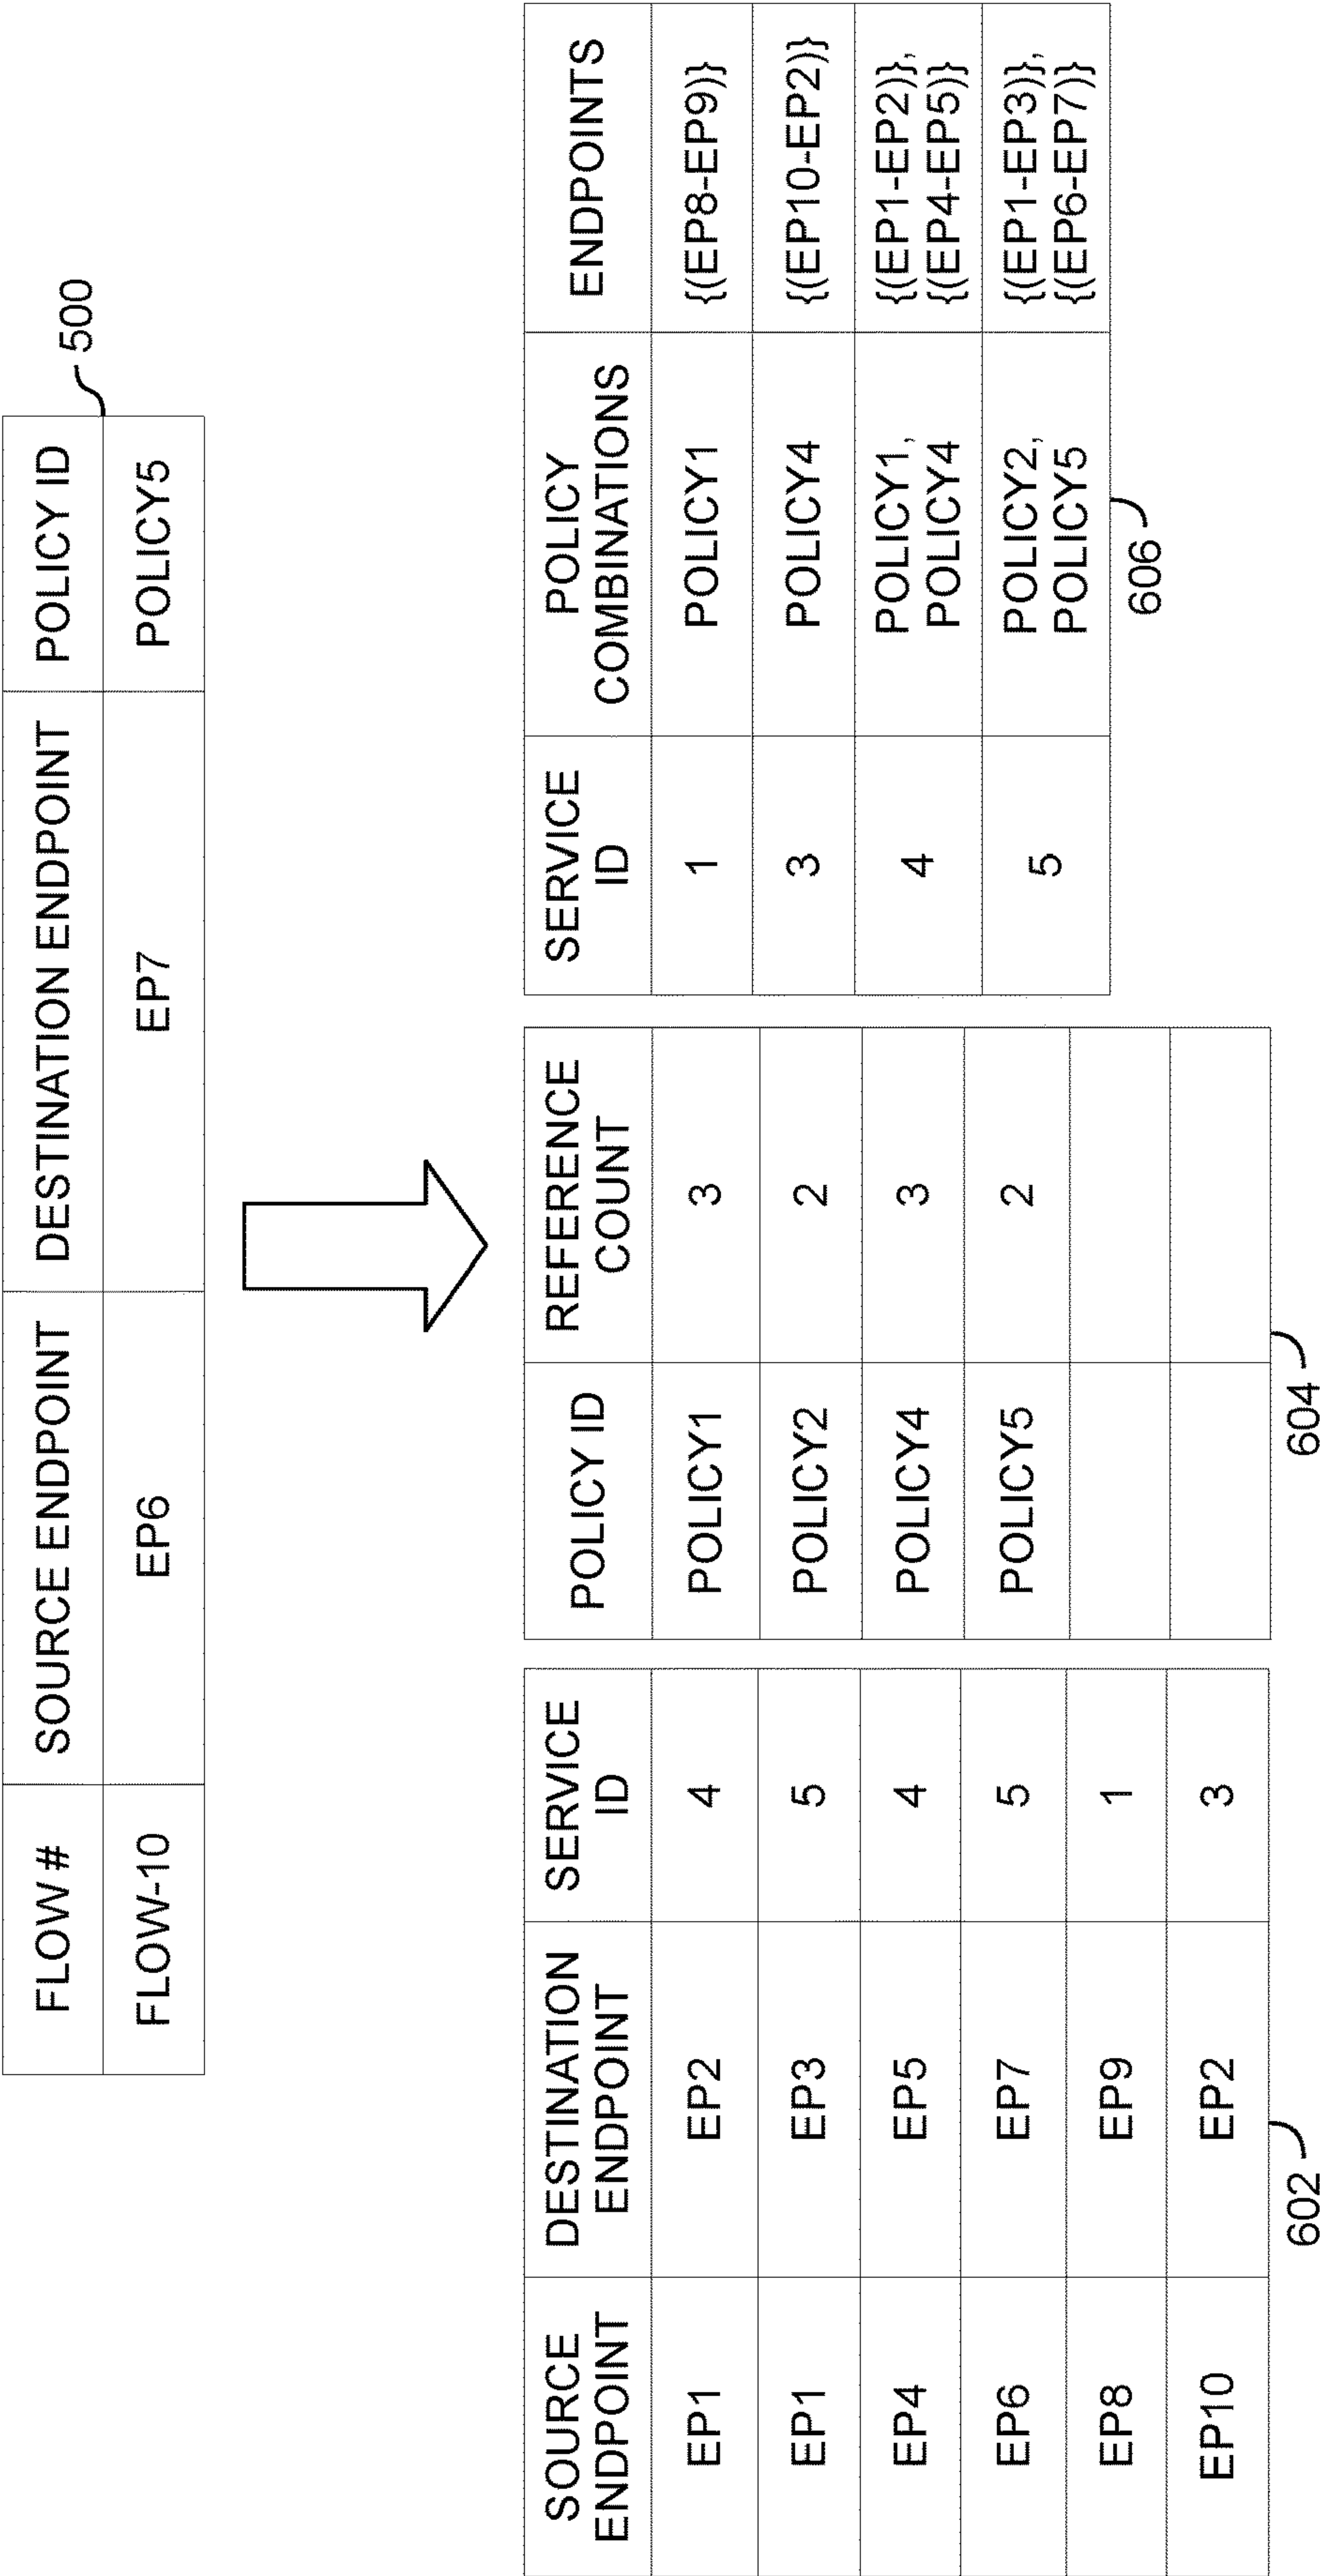 FLOW # SOURCE ENDPOINT DESTINATION ENDPOINT POLICY ID
500
FLOW-10 EP6 EP7 POLICY5
SOURCE
ENDPOINT
DESTINATION
ENDPOINT
SERVICE
ID
EP1 EP2 4
EP1 EP3 5
EP4 EP5 4
EP6 EP7 5
EP8 EP9 1
EP10 EP2 3
602
POLICY ID
REFERENCE
COUNT
POLICY1 3
POLICY2 2
POLICY4 3
POLICY5 2
604
SERVICE
ID
POLICY
COMBINATIONS
ENDPOINTS
1 POLICY1 {(EP8-EP9)}
3 POLICY4 {(EP10-EP2)}
4 POLICY1, {(EP1-EP2)},
POLICY4 {(EP4-EP5)}
5 POLICY2, {(EP1-EP3)},
POLICY5 {(EP6-EP7)}
606